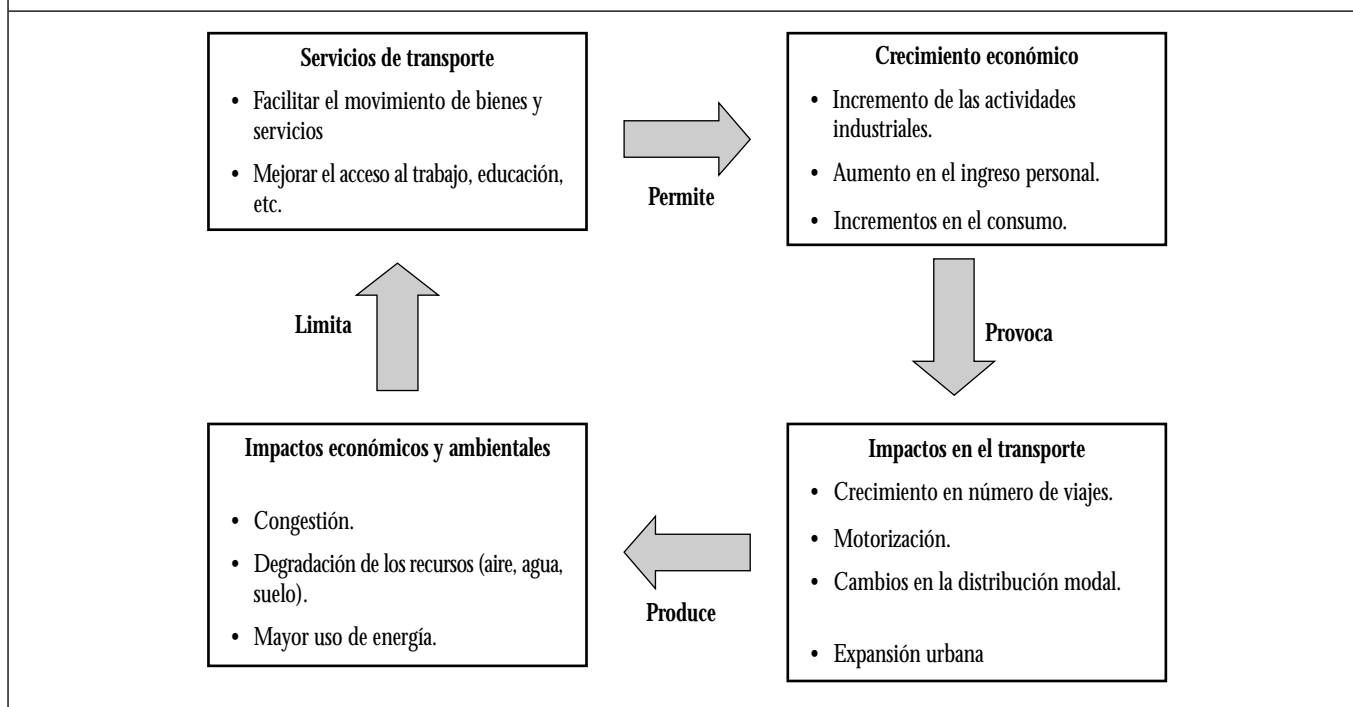 Servicios de transporte
• Facilitar el movimiento de bienes y
servicios
• Mejorar el acceso al trabajo, educación,
etc.
Permite
Crecimiento económico
• Incremento de las actividades
industriales.
• Aumento en el ingreso personal.
• Incrementos en el consumo.
Provoca
Impactos en el transporte
• Crecimiento en número de viajes.
• Motorización.
• Cambios en la distribución modal.
• Expansión urbana
Produce
Impactos económicos y ambientales
• Congestión.
• Degradación de los recursos (aire, agua,
suelo).
• Mayor uso de energía.
Limita